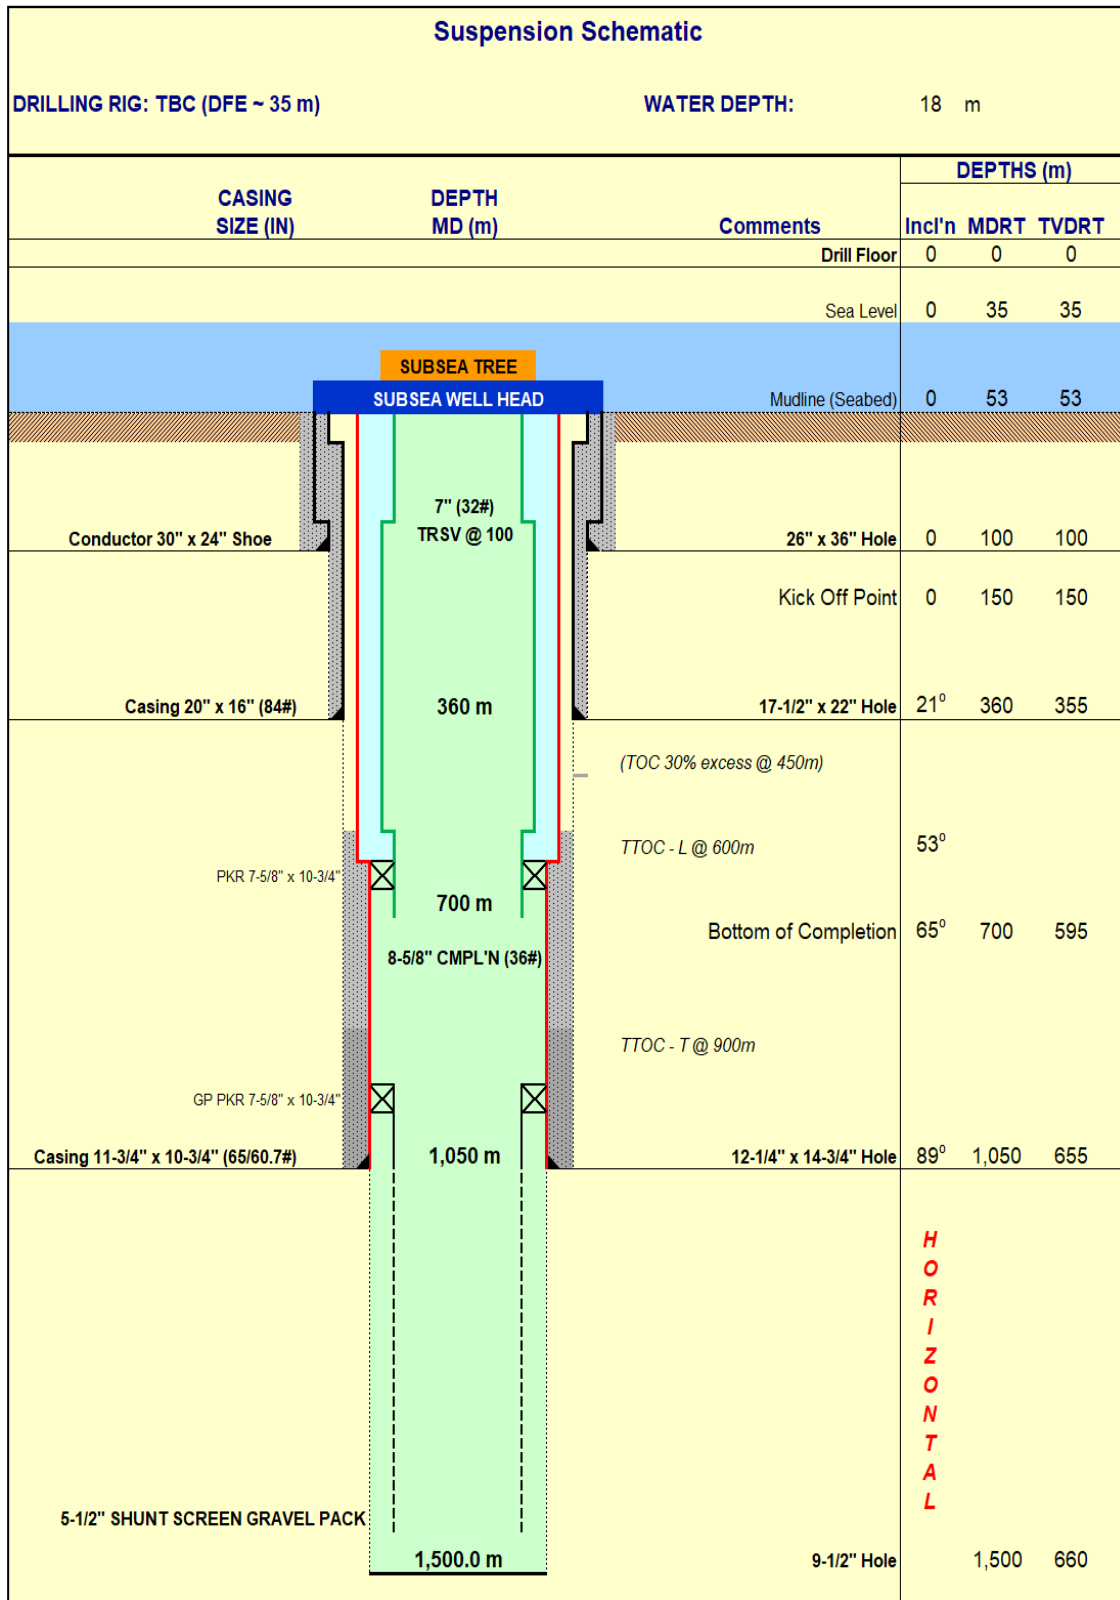 Suspension Schematic
DRILLING RIG: TBC (DFE ~ 35 m) WATER DEPTH: 18 m
DEPTHS (m)
CASING SIZE (IN) DEPTH MD (m) Comments Incl'n MDRT TVDRT
Drill Floor 0 0 0
Sea Level 0 35 35
SUBSEA TREE
SUBSEA WELL HEAD Mudline (Seabed) 0 53 53
7" (32#)
TRSV @ 100
Conductor 30" x 24" Shoe 26" x 36" Hole 0 100 100
Kick Off Point 0 150 150
Casing 20" x 16" (84#) 360 m 17-1/2" x 22" Hole 21° 360 355
(TOC 30% excess @ 450m)
TTOC - L @ 600m 53°
PKR 7-5/8" x 10-3/4"
700 m
Bottom of Completion 65° 700 595
8-5/8" CMPL'N (36#)
TTOC - T @ 900m
GP PKR 7-5/8" x 10-3/4"
Casing 11-3/4" x 10-3/4" (65/60.7#) 1,050 m 12-1/4" x 14-3/4" Hole 89° 1,050 655
H
O
R
I
Z
O
N
T
A
L
5-1/2" SHUNT SCREEN GRAVEL PACK
1,500.0 m 9-1/2" Hole 1,500 660